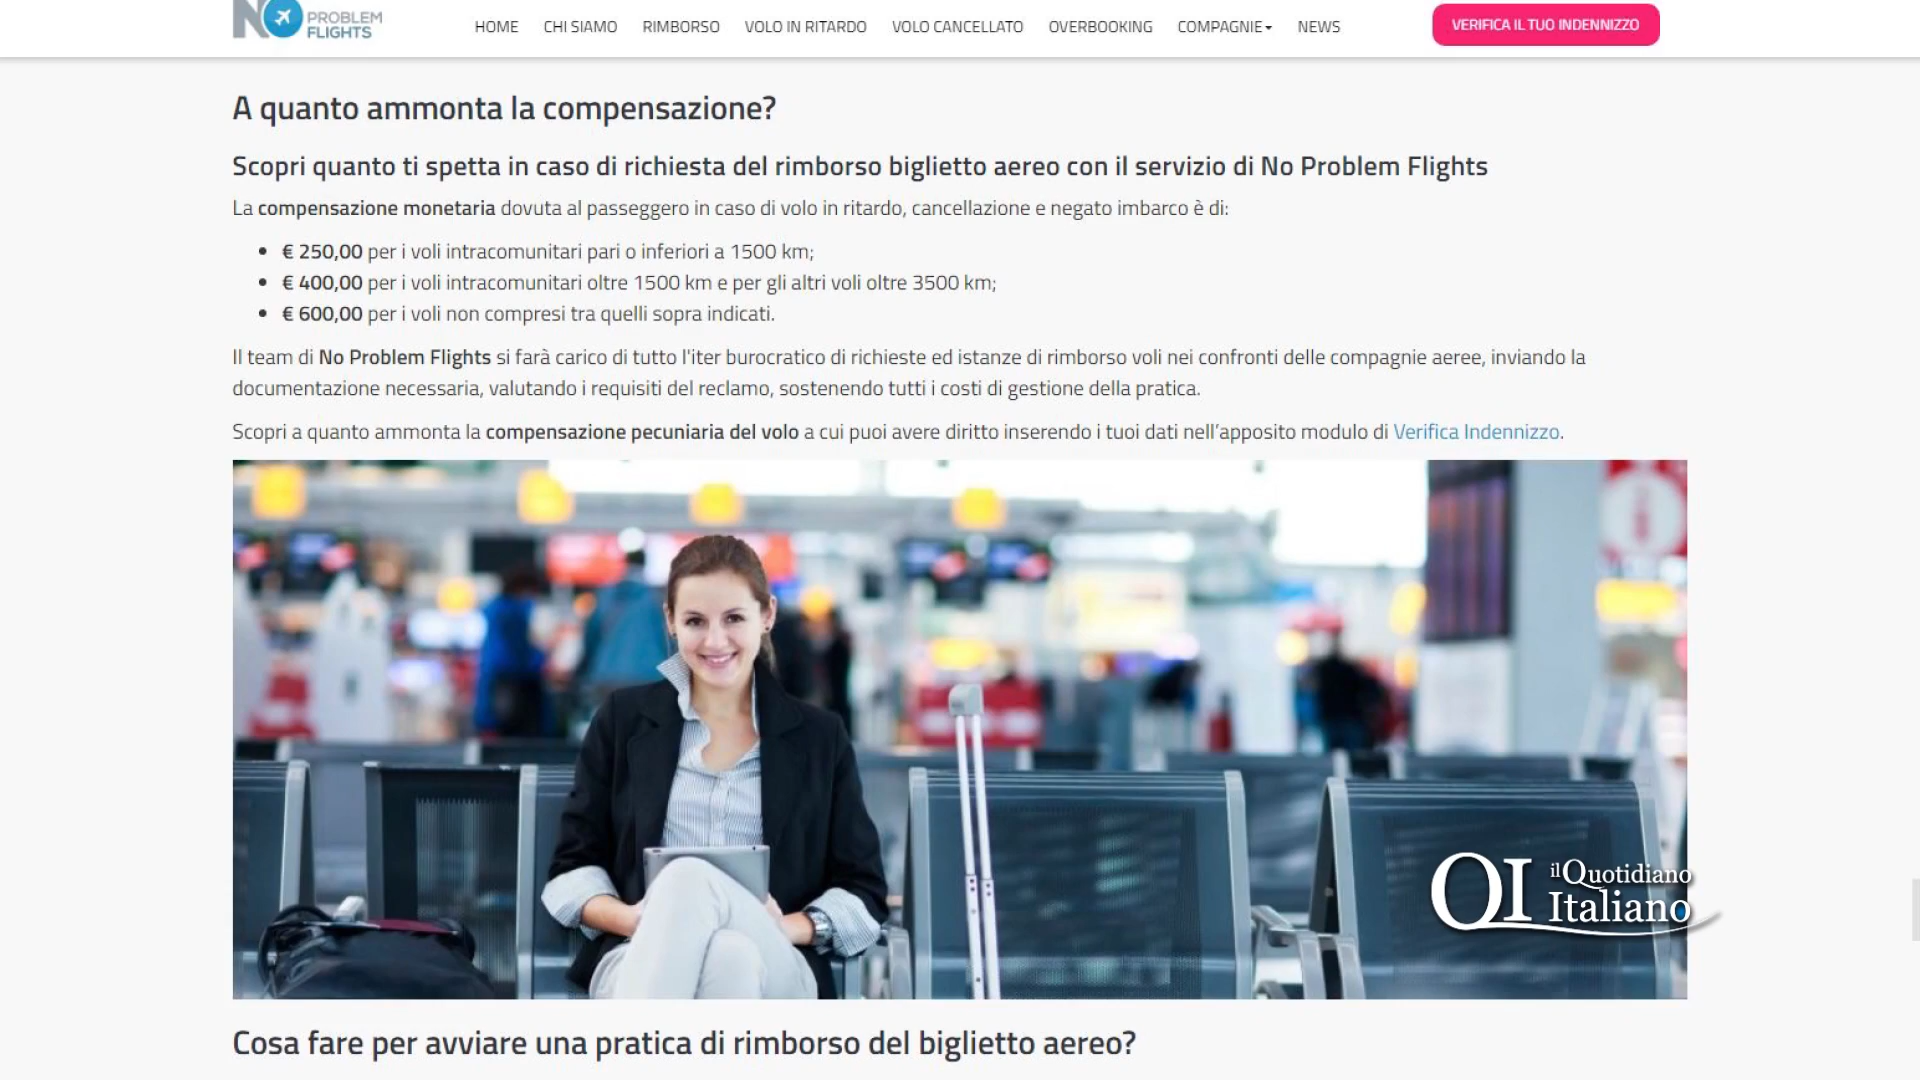 NO PROBLEM FLIGHTS
HOME CHI SIAMO RIMBORSO VOLO IN RITARDO VOLO CANCELLATO OVERBOOKING COMPAGNIE NEWS
VERIFICA IL TUO INDENNIZZO
A quanto ammonta la compensazione?
Scopri quanto ti spetta in caso di richiesta del rimborso biglietto aereo con il servizio di No Problem Flights
La compensazione monetaria dovuta al passeggero in caso di volo in ritardo, cancellazione e negato imbarco è di:
• € 250,00 per i voli intracomunitari pari o inferiori a 1500 km;
• € 400,00 per i voli intracomunitari oltre 1500 km e per gli altri voli oltre 3500 km;
• € 600,00 per i voli non compresi tra quelli sopra indicati.
Il team di No Problem Flights si farà carico di tutto l'iter burocratico di richieste ed istanze di rimborso voli nei confronti delle compagnie aeree, inviando la
documentazione necessaria, valutando i requisiti del reclamo, sostenendo tutti i costi di gestione della pratica.
Scopri a quanto ammonta la compensazione pecuniaria del volo a cui puoi avere diritto inserendo i tuoi dati nell'apposito modulo di Verifica Indennizzo.
QI il Quotidiano
Italiano
Cosa fare per avviare una pratica di rimborso del biglietto aereo?